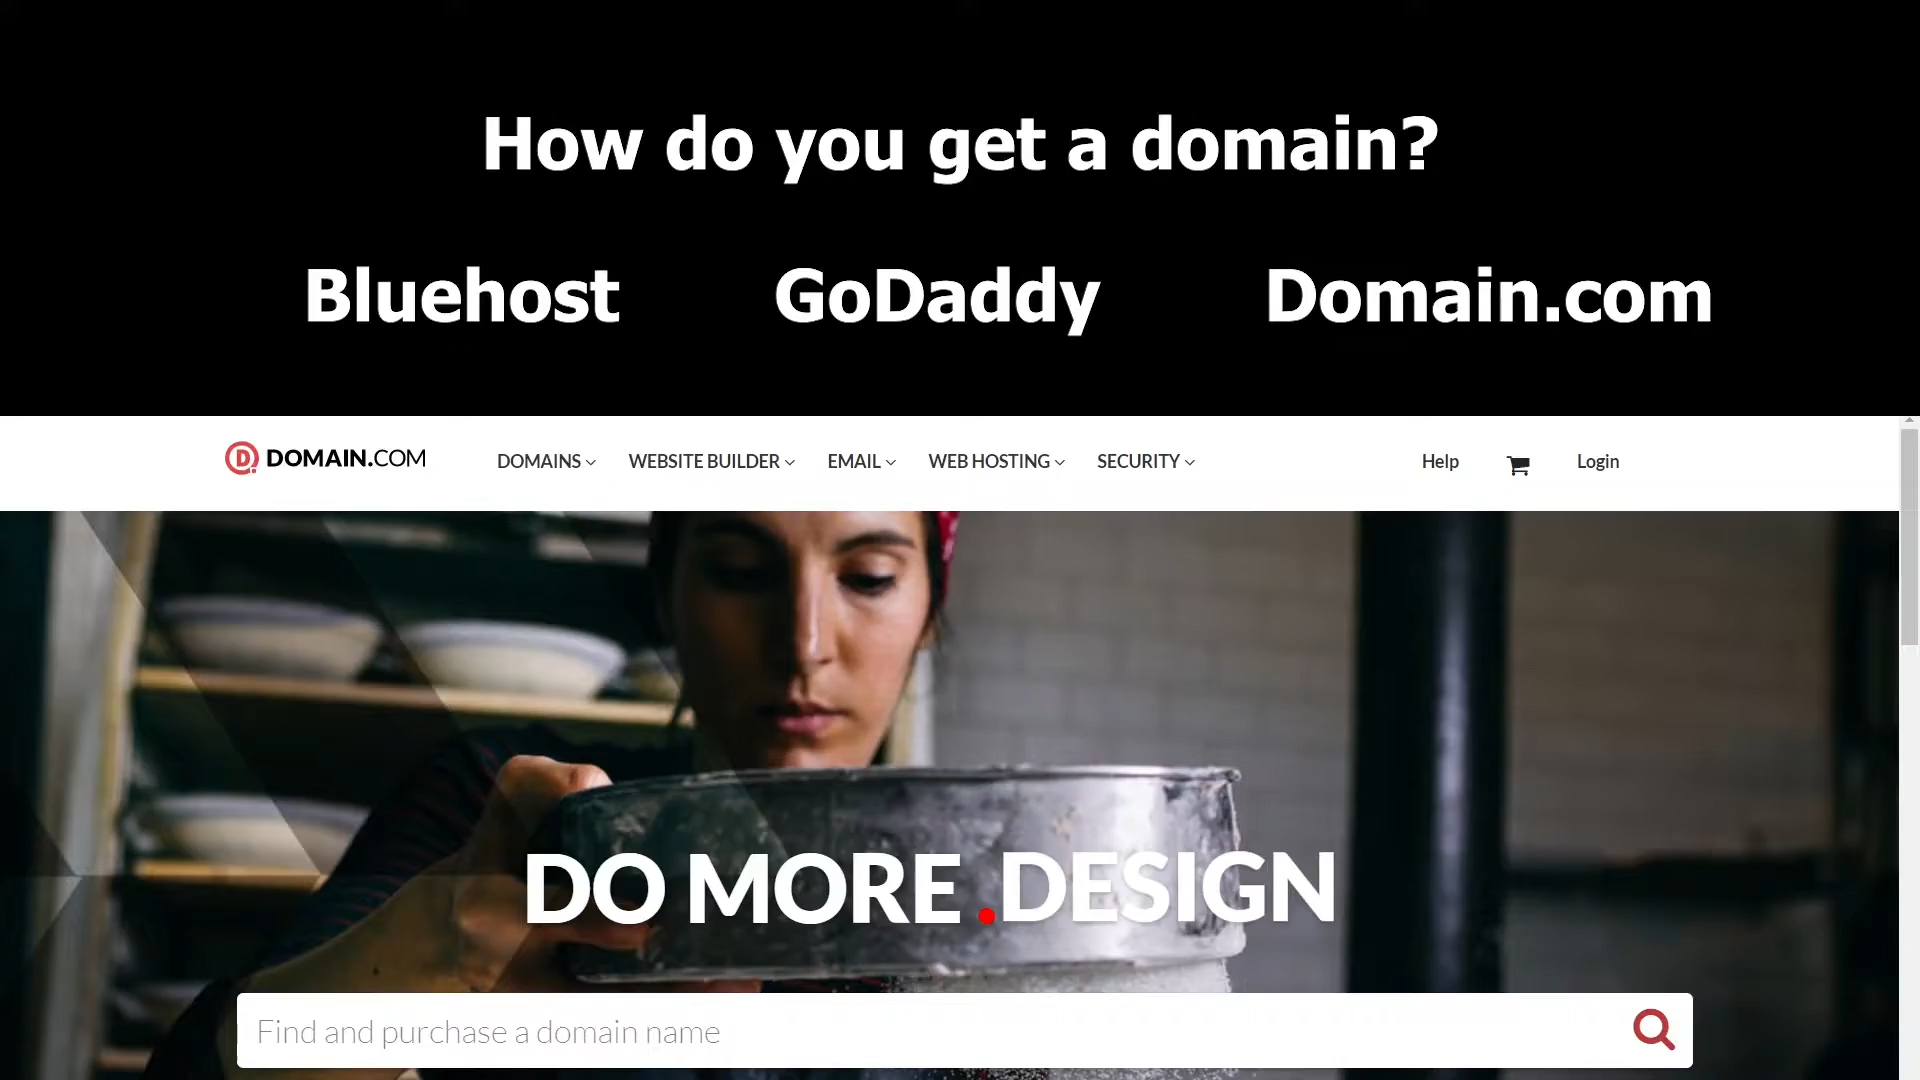 How do you get a domain?
Bluehost GoDaddy Domain.com
DOMAIN.COM DOMAINS WEBSITE BUILDER EMAIL WEB HOSTING SECURITY Help Login
DO MORE .DESIGN
Find and purchase a domain name